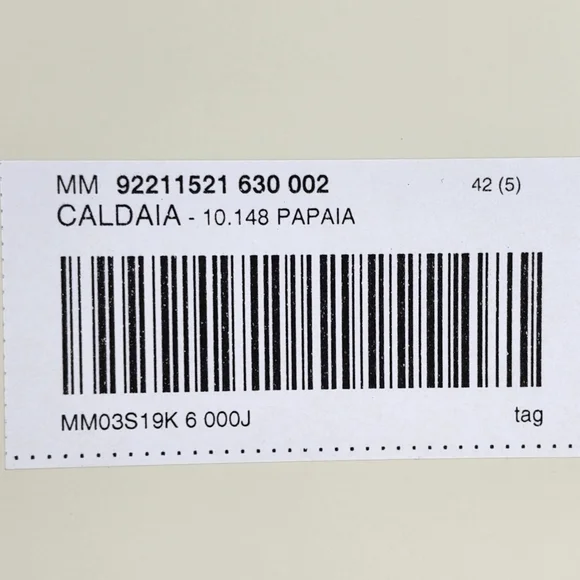 MM 92211521 630 002 42 (5)
CALDAIA - 10.148 PAPAIA
MM03S19K 6 000J tag